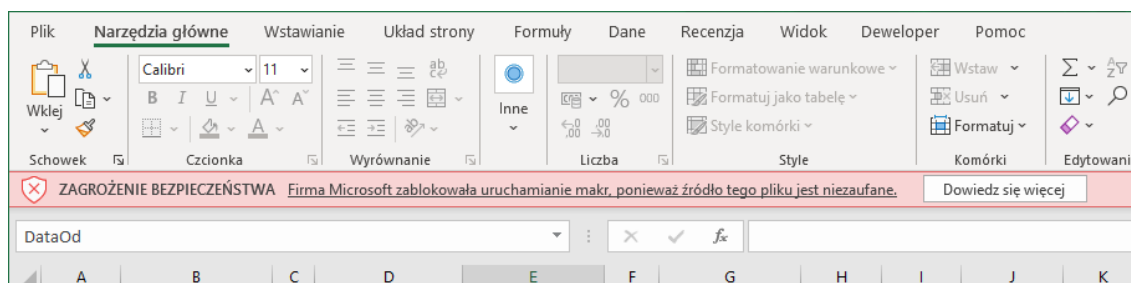 Plik Narzędzia główne Wstawianie Układ strony Formuły Dane Recenzja Widok Deweloper Pomoc
Calibri 11 ab Formatowanie warunkowe Wstaw
Wklej B I U A A Inne % 000 Formatuj jako tabelę Usuń
A Style komórki Formatuj
Schowek Czcionka Wyrównanie Liczba Style Komórki Edytowani
ZAGROŻENIE BEZPIECZEŃSTWA Firma Microsoft zablokowała uruchamianie makr, ponieważ źródło tego pliku jest niezaufane. Dowiedz się więcej
DataOd fx
A B C D E F G H I J K